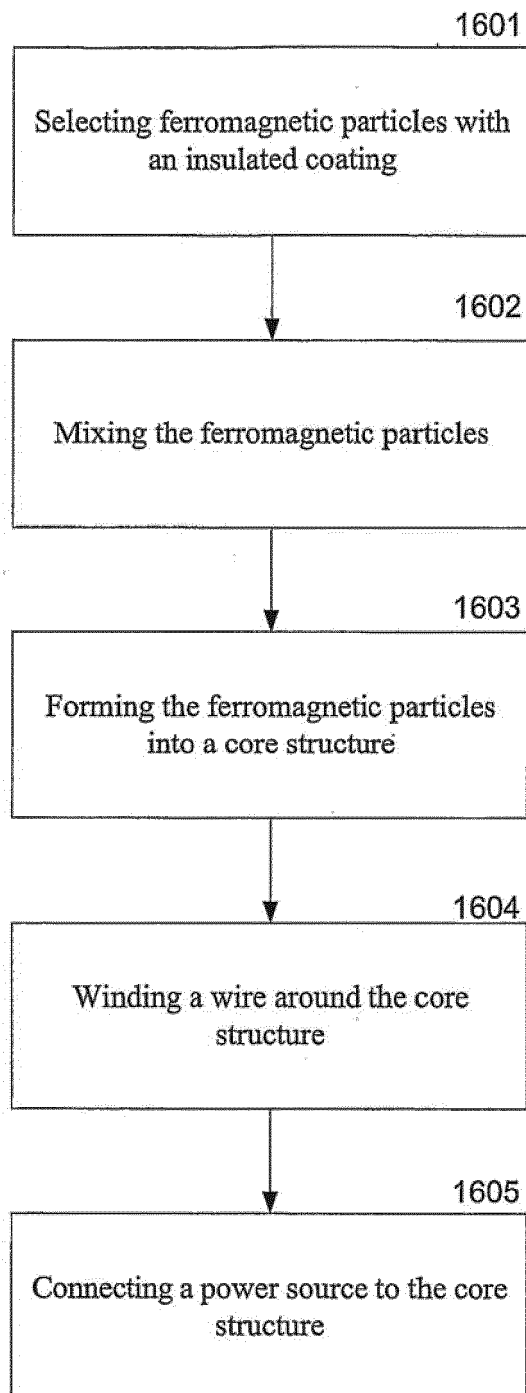 1601
Selecting ferromagnetic particles with
an insulated coating
1602
Mixing the ferromagnetic particles
1603
Forming the ferromagnetic particles
into a core structure
1604
Winding a wire around the core
structure
1605
Connecting a power source to the core
structure